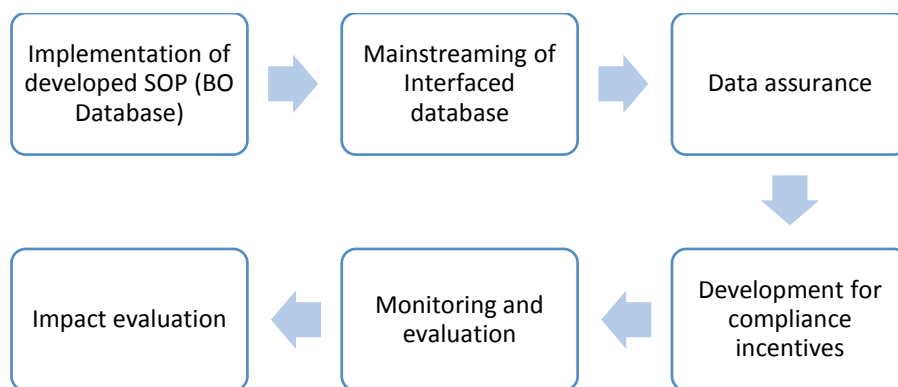 Implementation of
developed SOP (BO
Database)
Mainstreaming of
Interfaced
database
Data assurance
Development for
compliance
incentives
Monitoring and
evaluation
Impact evaluation